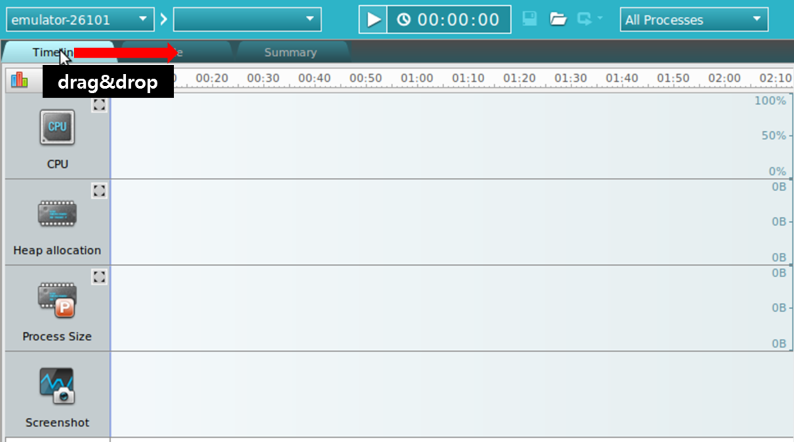 emulator-26101
00:00:00
All Processes
Summary
drag&drop
00:20 00:30 00:40 00:50 01:00 01:10 01:20 01:30 01:40 01:50 02:00 02:10
CPU
CPU
100%
50%
0%
Heap allocation
0B
0B
0B
P
Process Size
0B
0B
0B
Screenshot